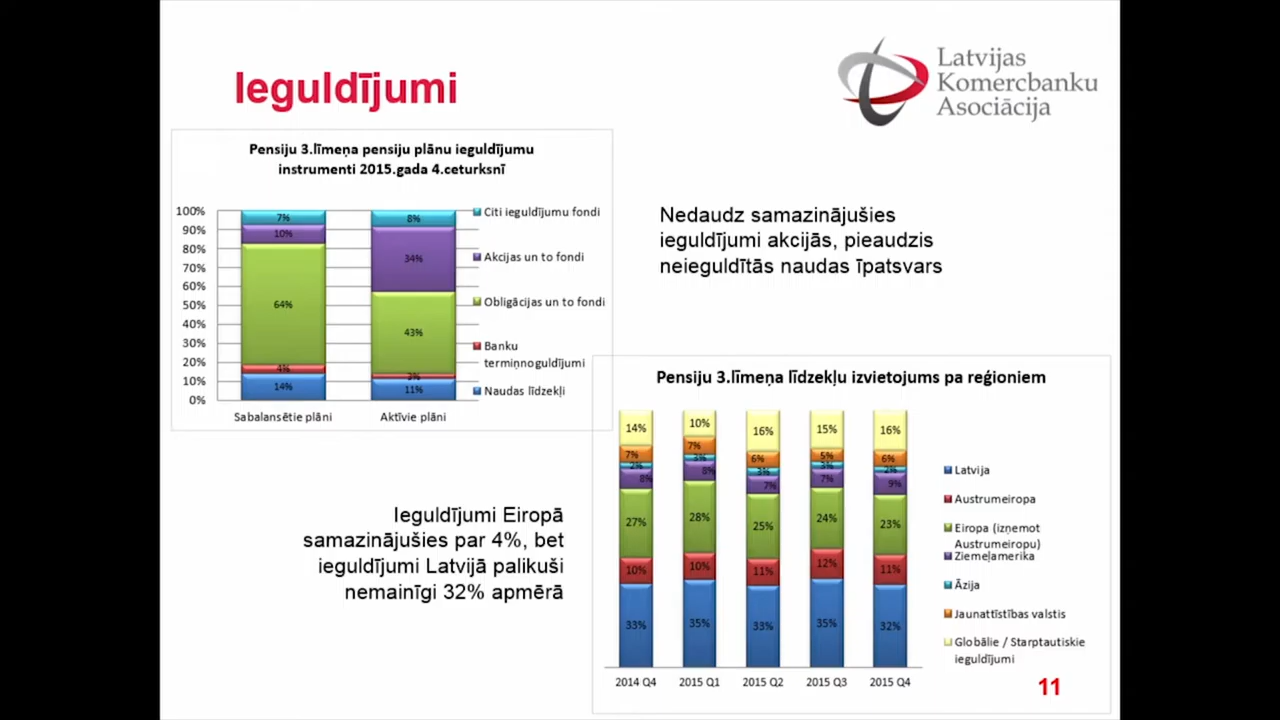 Ieguldījumi
Latvijas
Komercbanku
Asociācija
Pensiju 3.līmeņa pensiju plānu ieguldījumu
instrumenti 2015.gada 4.ceturksnī
100%
90%
80%
70%
60%
50%
40%
30%
20%
10%
0%
7%
10%
64%
4%
14%
8%
34%
43%
11%
Sabalansētie plāni
Aktīvie plāni
Citi ieguldījumu fondi
Akcijas un to fondi
Obligācijas un to fondi
Banku
termiņnoguldījumi
Naudas līdzekļi
Nedaudz samazinājušies
ieguldījumi akcijās, pieaudzis
neieguldītās naudas īpatsvars
Ieguldījumi Eiropā
samazinājušies par 4%, bet
ieguldījumi Latvijā palikuši
nemainīgi 32% apmērā
Pensiju 3.līmeņa līdzekļu izvietojums pa reģioniem
14% 10% 16% 15% 16%
7% 7% 6% 5% 6%
2% 3% 3% 3% 2%
8% 8% 7% 7% 9%
27% 28% 25% 24% 23%
10% 10% 11% 12% 11%
33% 35% 33% 35% 32%
2014 Q4 2015 Q1 2015 Q2 2015 Q3 2015 Q4
Latvija
Austrumeiropa
Eiropa (izņemot
Austrumeiropu)
Ziemeļamerika
Āzija
Jaunattīstības valstis
Globālie / Starptautiskie
ieguldījumi
11